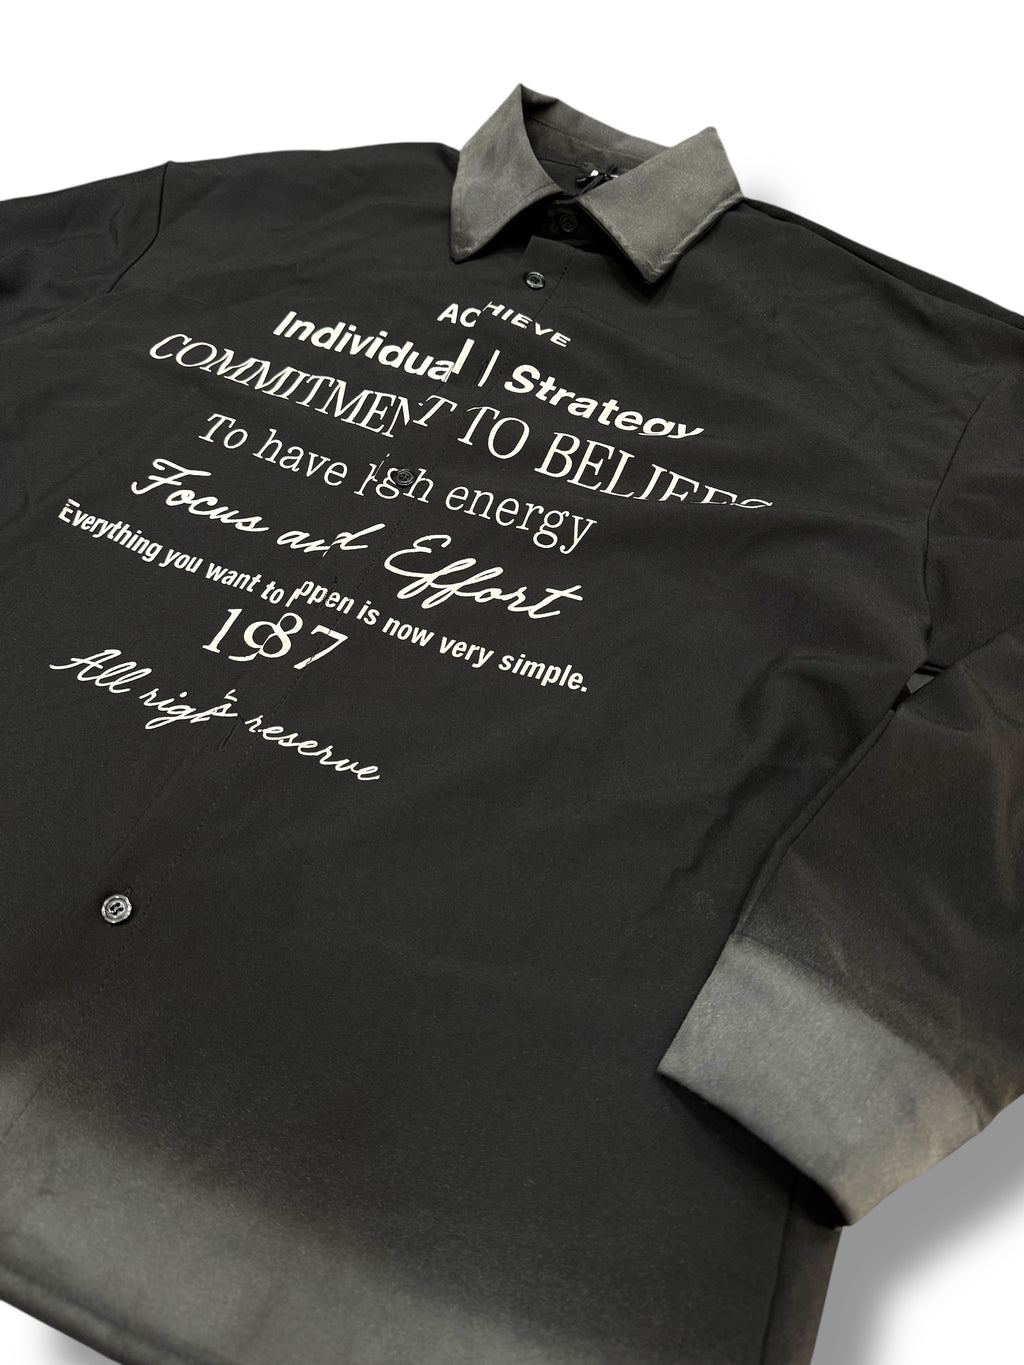 ACHIEVE
Individual | Strategy
COMMITMENT TO BELIEFS
To have high energy
Focus and Effort
Everything you want to happen is now very simple.
1987
All rights reserve